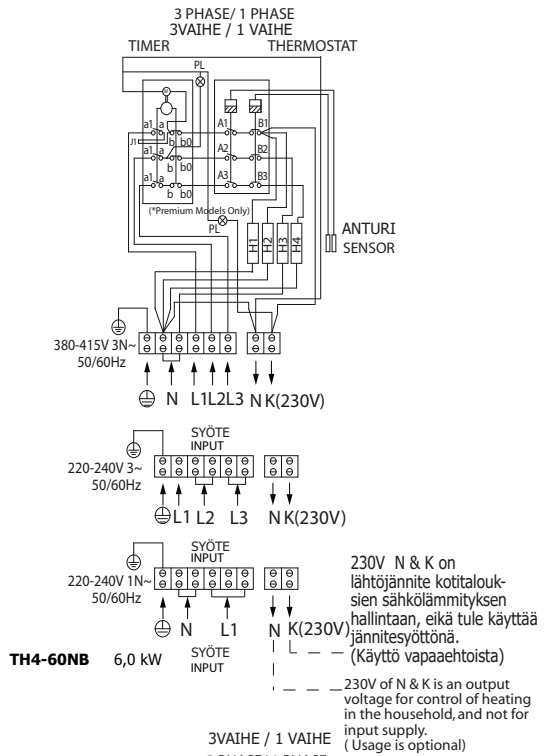 3 PHASE/ 1 PHASE
3VAIHE / 1 VAIHE
TIMER THERMOSTAT
PL
M
a1 a A1 B1
J1 b b0
a1 a A2 B2
b b0
a1 a A3 B3
b b0
(*Premium Models Only)
PL
H1 H2 H3 H4
ANTURI
SENSOR
380-415V 3N~
50/60Hz
N L1L2L3 N K(230V)
SYÖTE
INPUT
220-240V 3~
50/60Hz
L1 L2 L3 N K(230V)
SYÖTE
INPUT
220-240V 1N~
50/60Hz
N L1 N K(230V)
SYÖTE
INPUT
TH4-60NB 6,0 kW
230V N & K on
lähtöjännite kotitalouk-
sien sähkölämmityksen
hallintaan, eikä tule käyttää
jännitesyöttönä.
(Käyttö vapaaehtoista)
230V of N & K is an output
voltage for control of heating
in the household, and not for
input supply.
( Usage is optional)
3VAIHE / 1 VAIHE